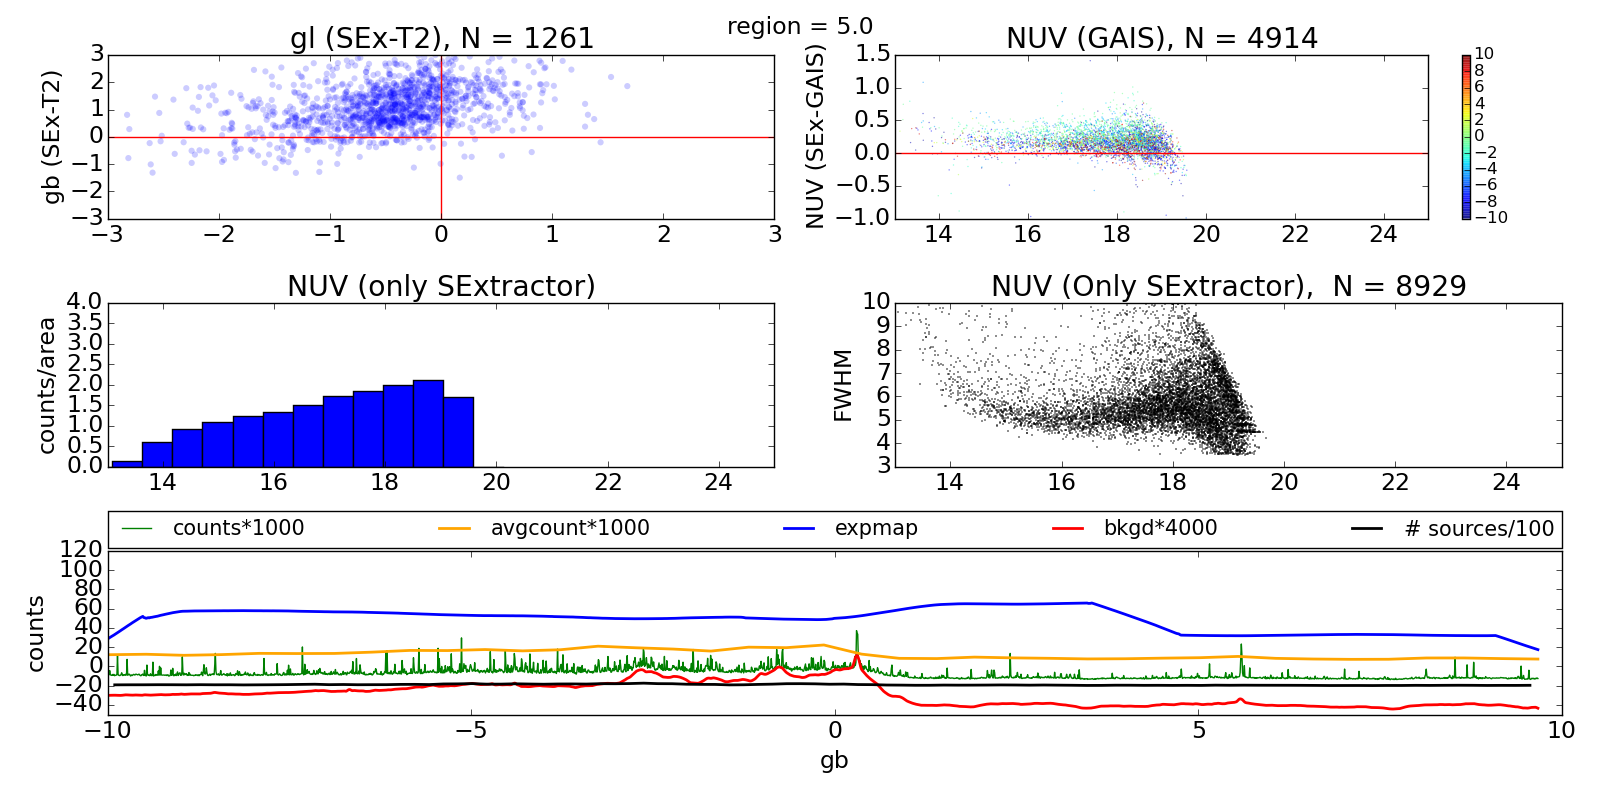 region = 5.0
gl (SEx-T2), N = 1261
gb (SEx-T2)
3
2
1
0
−1
−2
−3
−3 −2 −1 0 1 2 3
NUV (GAIS), N = 4914
NUV (SEx-GAIS)
1.5
1.0
0.5
0.0
−0.5
−1.0
14 16 18 20 22 24
10
8
6
4
2
0
−2
−4
−6
−8
−10
NUV (only SExtractor)
counts/area
4.0
3.5
3.0
2.5
2.0
1.5
1.0
0.5
0.0
14 16 18 20 22 24
NUV (Only SExtractor),  N = 8929
FWHM
10
9
8
7
6
5
4
3
14 16 18 20 22 24
counts*1000 avgcount*1000 expmap bkgd*4000 # sources/100
counts
120
100
80
60
40
20
0
−20
−40
−10 −5 0 5 10
gb